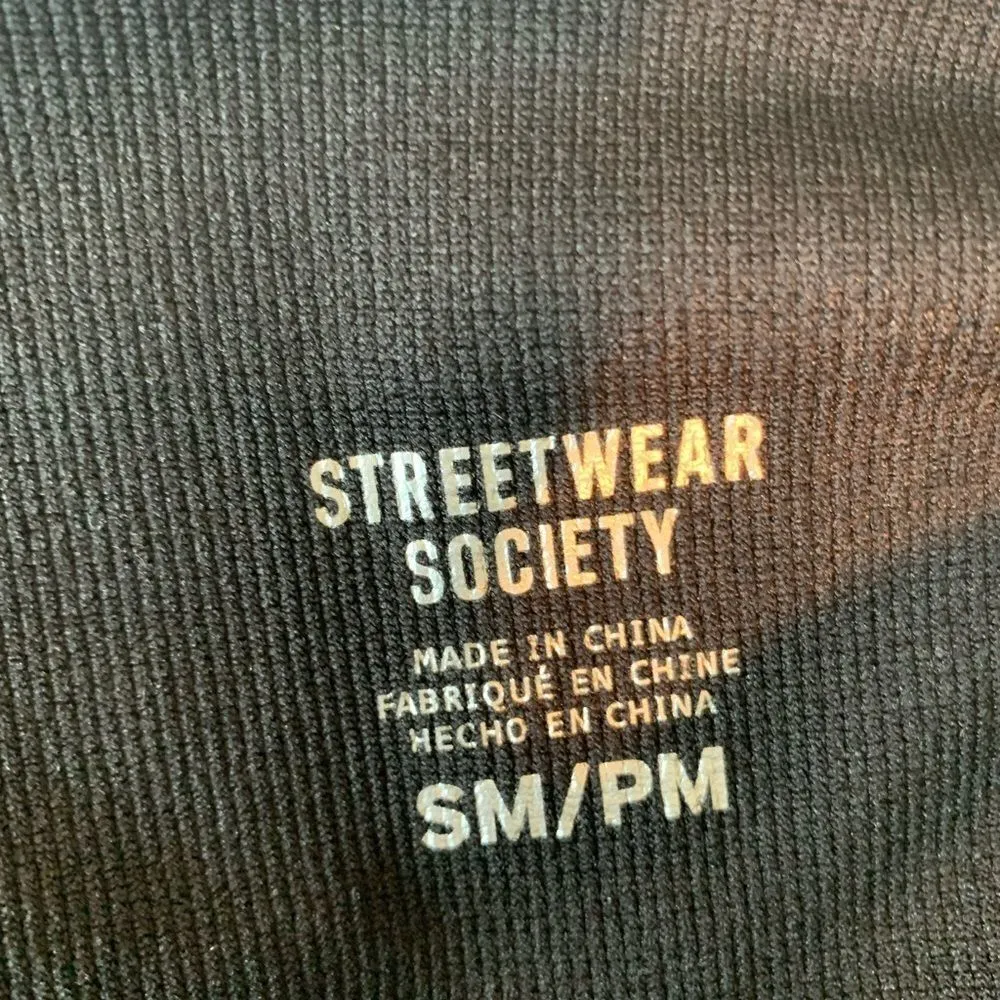 STREETWEAR
SOCIETY
MADE IN CHINA
FABRIQUÉ EN CHINE
HECHO EN CHINA
SM/PM